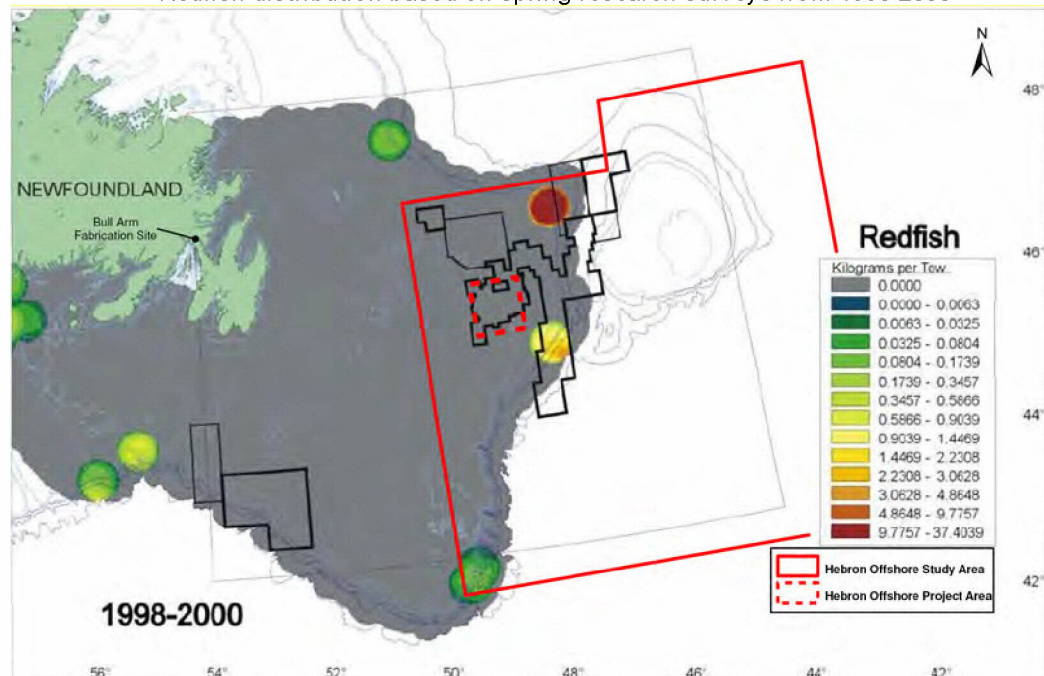 N
48°
NEWFOUNDLAND
Bull Arm
Fabrication Site
46°
Redfish
Kilograms per Tow.
0.0000
0.0000 - 0.0063
0.0063 - 0.0325
0.0325 - 0.0804
0.0804 - 0.1739
0.1739 - 0.3457
0.3457 - 0.5866
0.5866 - 0.9039
0.9039 - 1.4469
1.4469 - 2.2308
2.2308 - 3.0628
3.0628 - 4.8648
4.8648 - 9.7757
9.7757 - 37.4039
44°
Hebron Offshore Study Area
Hebron Offshore Project Area
42°
1998-2000
56° 54° 52° 50° 48° 46° 44° 42°